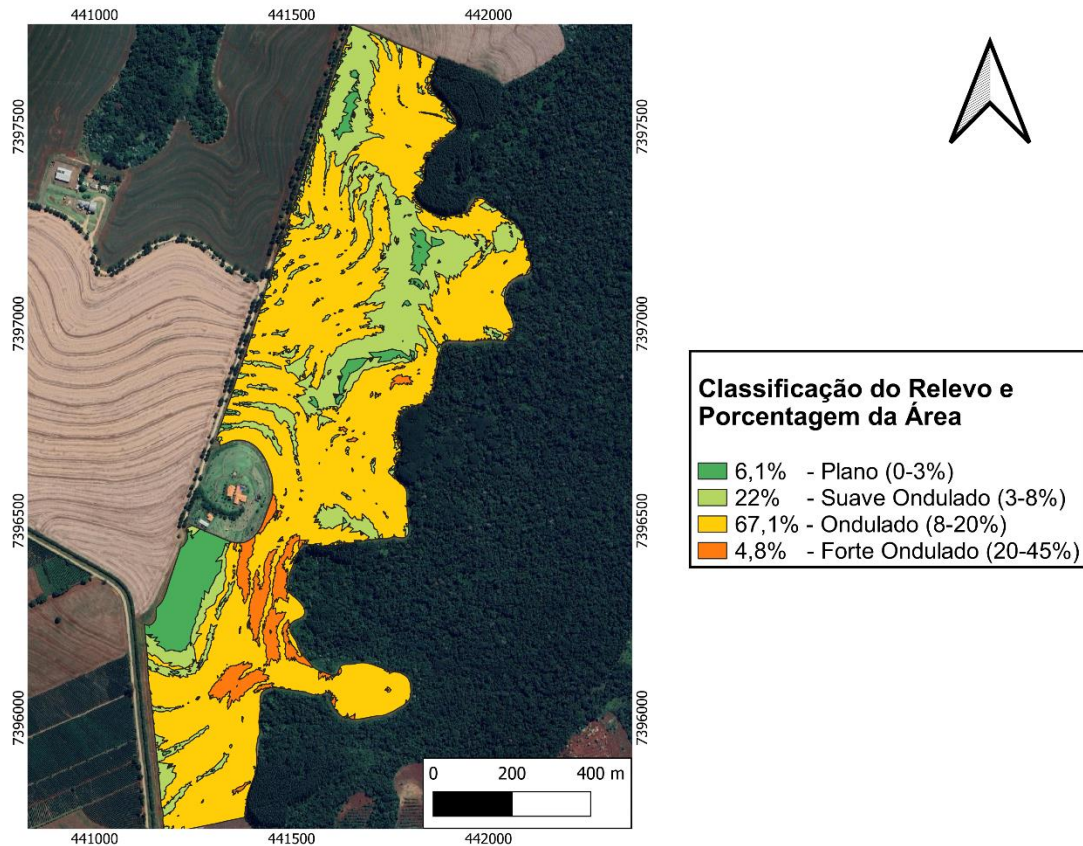 441000 441500 442000
7397500 7397500
7397000 7397000
Classificação do Relevo e
Porcentagem da Área
6,1% - Plano (0-3%)
22% - Suave Ondulado (3-8%)
67,1% - Ondulado (8-20%)
4,8% - Forte Ondulado (20-45%)
7396500 7396500
7396000 7396000
0 200 400 m
441000 441500 442000